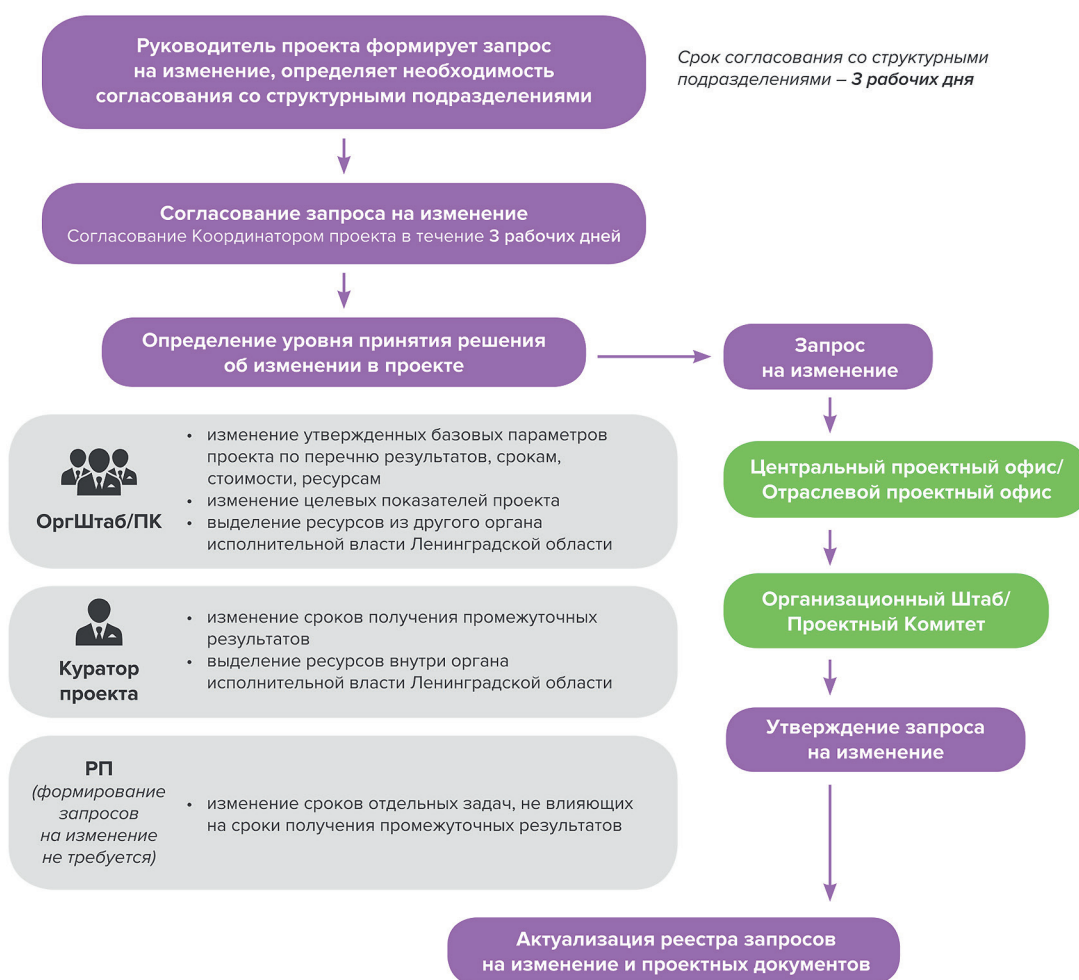 Руководитель проекта формирует запрос
на изменение, определяет необходимость
согласования со структурными подразделениями
Срок согласования со структурными
подразделениями – 3 рабочих дня
Согласование запроса на изменение
Согласование Координатором проекта в течение 3 рабочих дней
Определение уровня принятия решения
об изменении в проекте
Запрос
на изменение
ОргШтаб/ПК
• изменение утвержденных базовых параметров
проекта по перечню результатов, срокам,
стоимости, ресурсам
• изменение целевых показателей проекта
• выделение ресурсов из другого органа
исполнительной власти Ленинградской области
Центральный проектный офис/
Отраслевой проектный офис
Куратор
проекта
• изменение сроков получения промежуточных
результатов
• выделение ресурсов внутри органа
исполнительной власти Ленинградской области
Организационный Штаб/
Проектный Комитет
Утверждение запроса
на изменение
РП
(формирование
запросов
на изменение
не требуется)
• изменение сроков отдельных задач, не влияющих
на сроки получения промежуточных результатов
Актуализация реестра запросов
на изменение и проектных документов